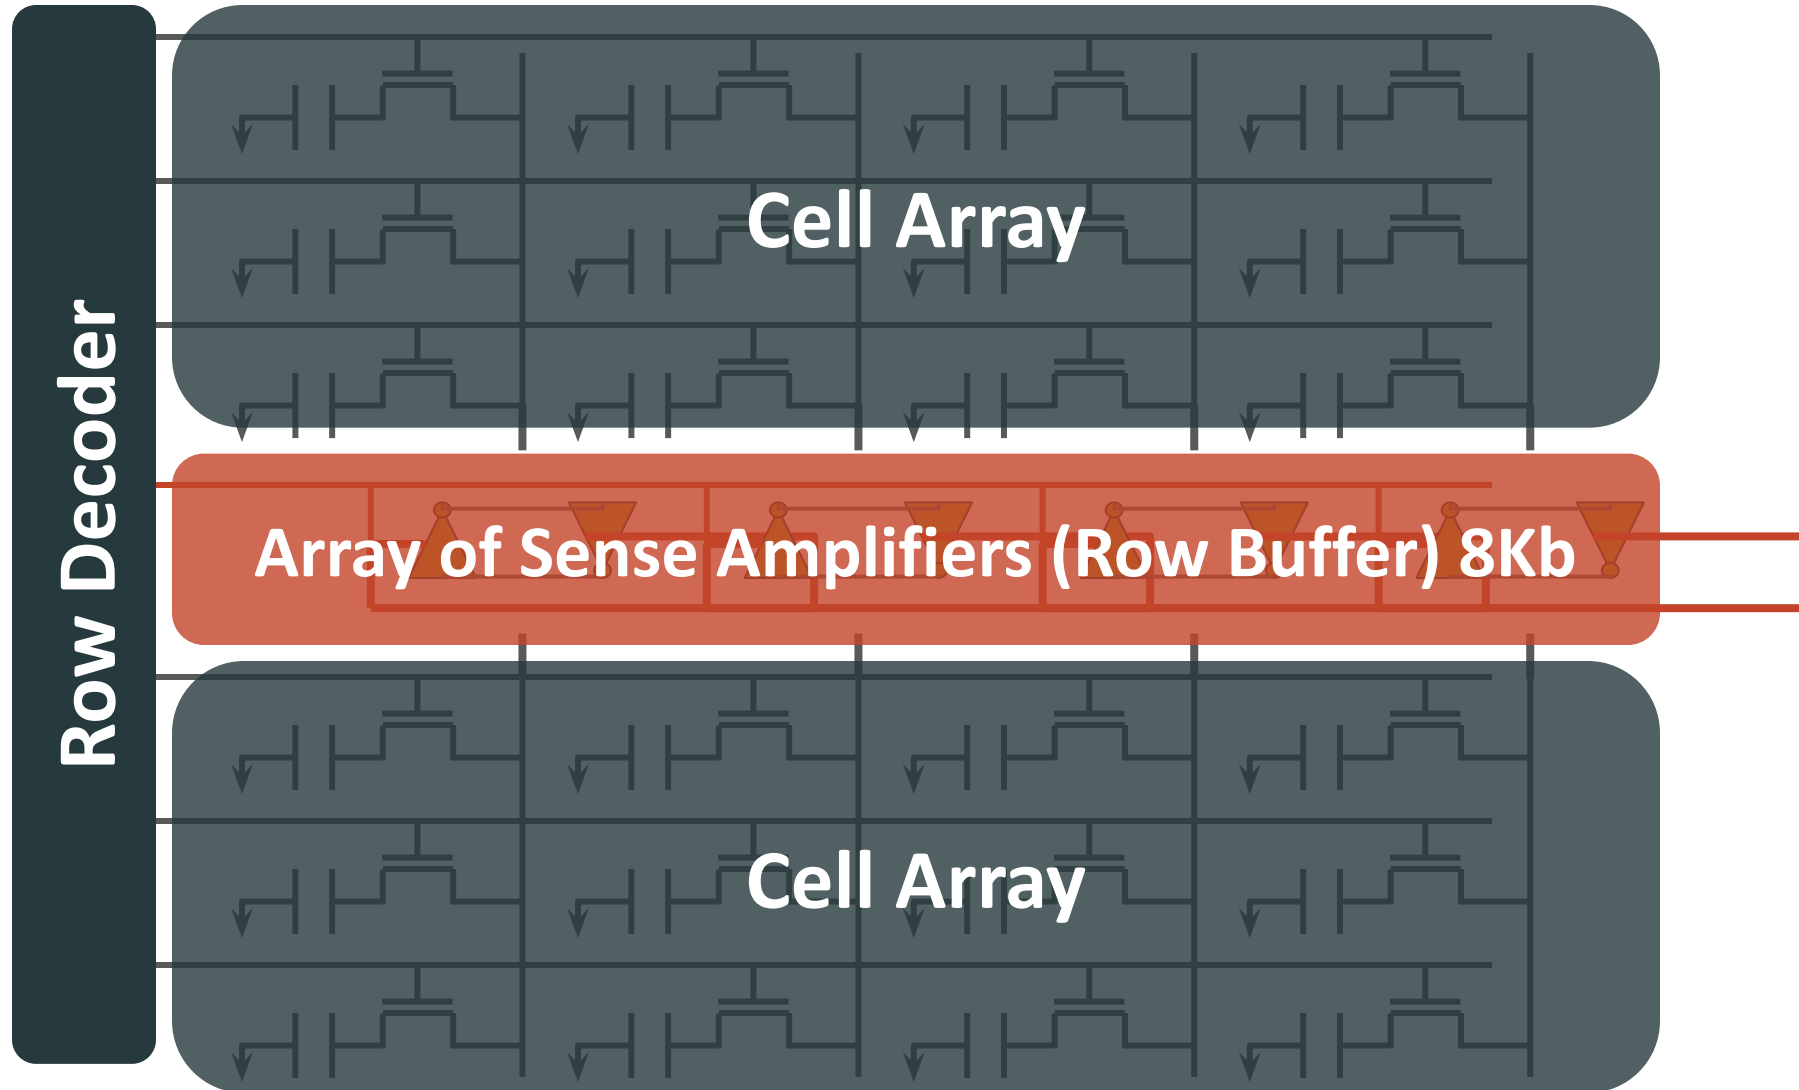 Row Decoder
Cell Array
Array of Sense Amplifiers (Row Buffer) 8Kb
Cell Array